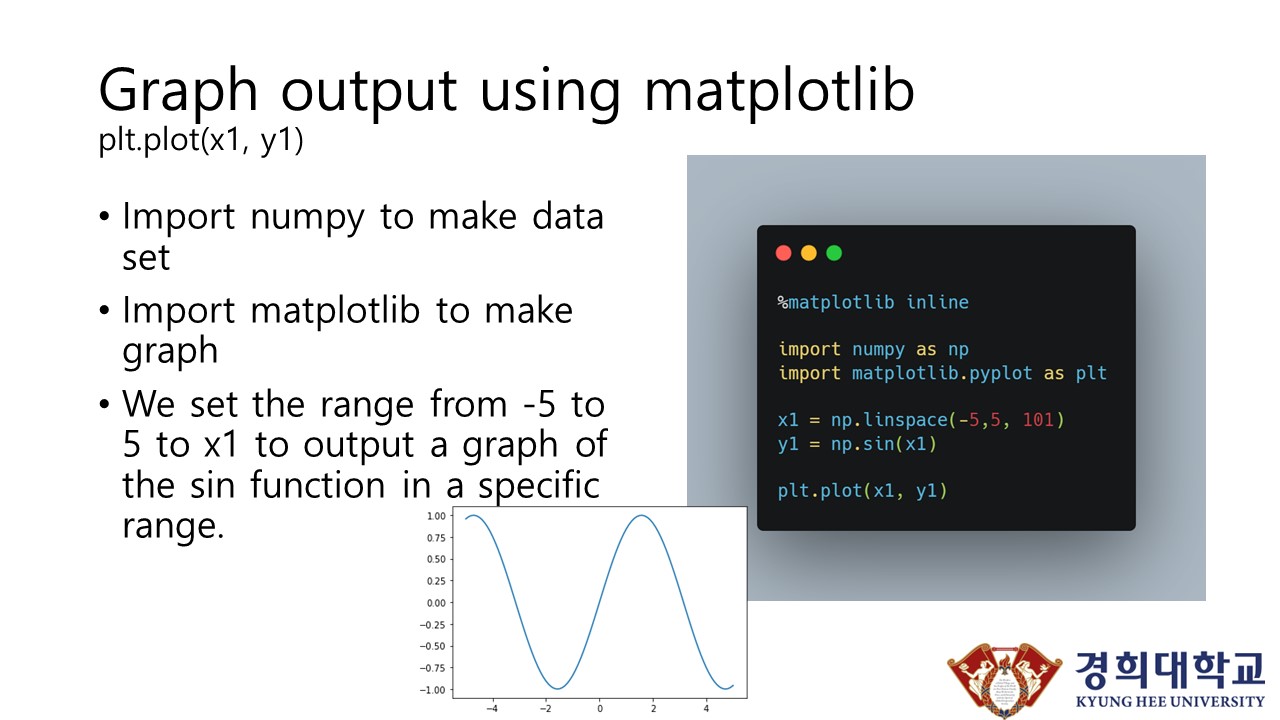 Graph output using matplotlib
plt.plot(x1, y1)
• Import numpy to make data
set
• Import matplotlib to make
graph
• We set the range from -5 to
5 to x1 to output a graph of
the sin function in a specific
range.
%matplotlib inline
import numpy as np
import matplotlib.pyplot as plt
x1 = np.linspace(-5,5, 101)
y1 = np.sin(x1)
plt.plot(x1, y1)
1.00
0.75
0.50
0.25
0.00
−0.25
−0.50
−0.75
−1.00
−4 −2 0 2 4
경희대학교
KYUNG HEE UNIVERSITY